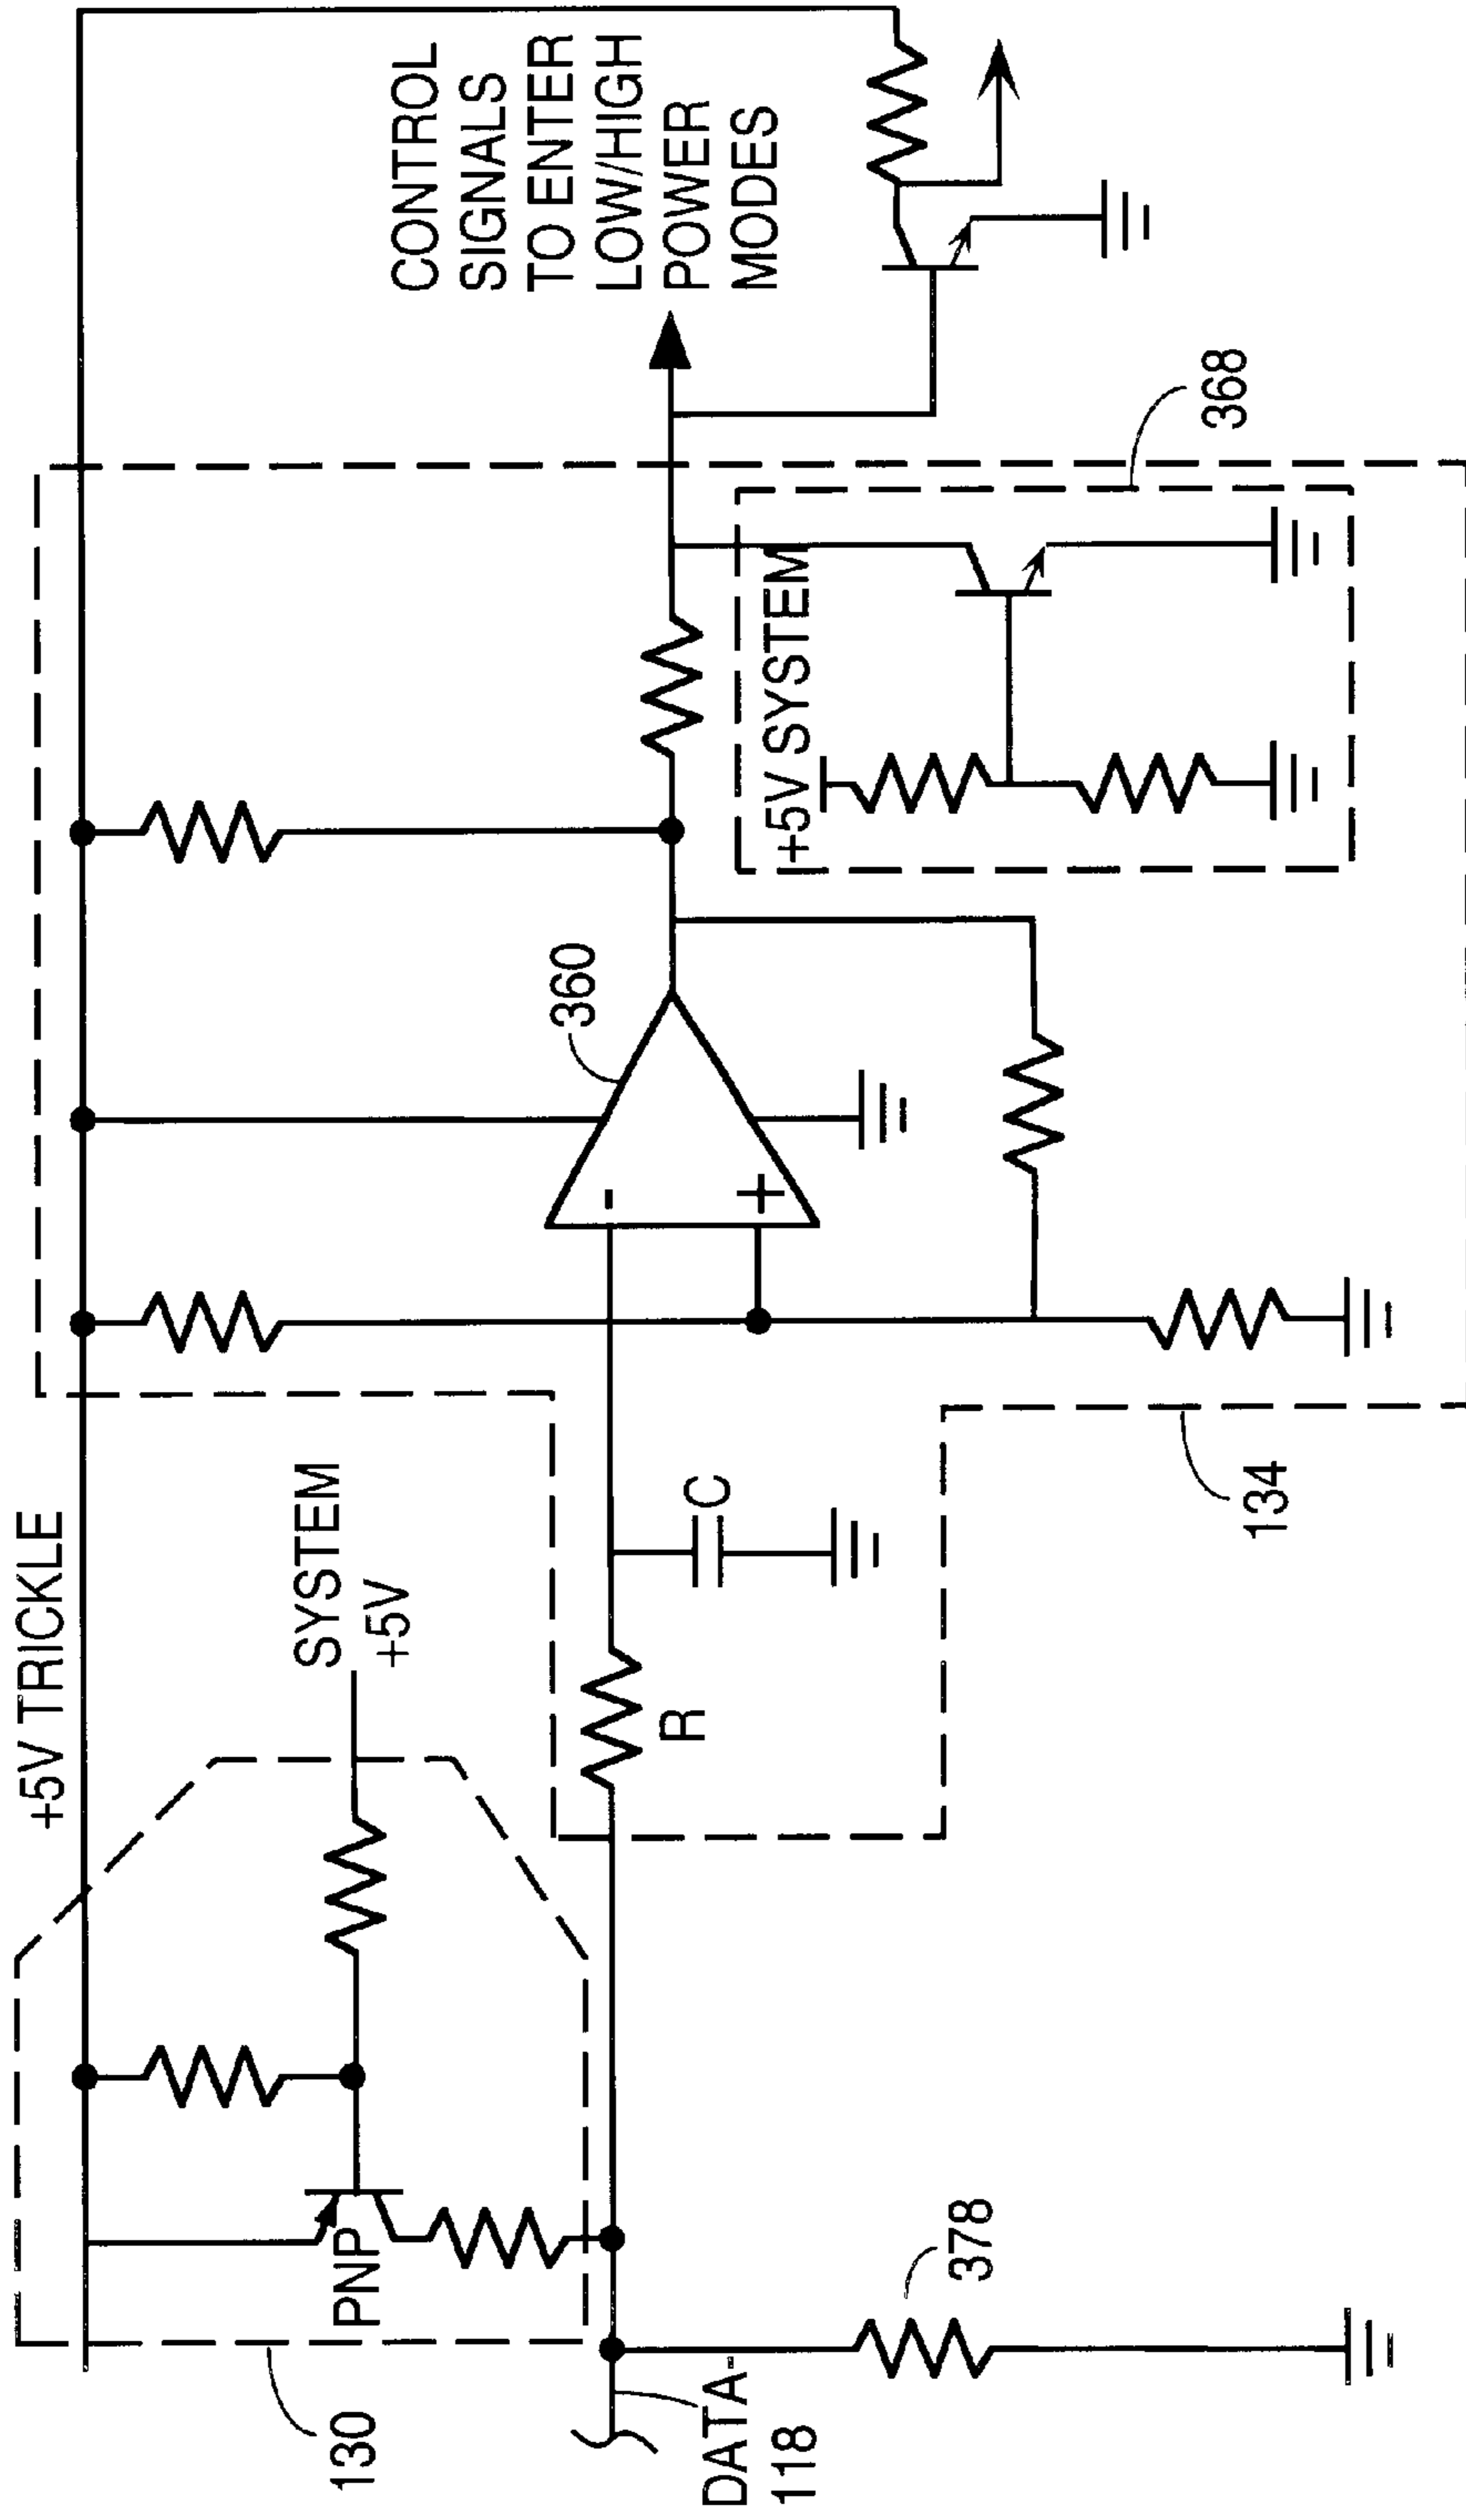 +5V TRICKLE
SYSTEM
+5V
PNP
130
DATA-
118
378
R
C
-
+
360
134
+5V SYSTEM
368
CONTROL
SIGNALS
TO ENTER
LOW/HIGH
POWER
MODES